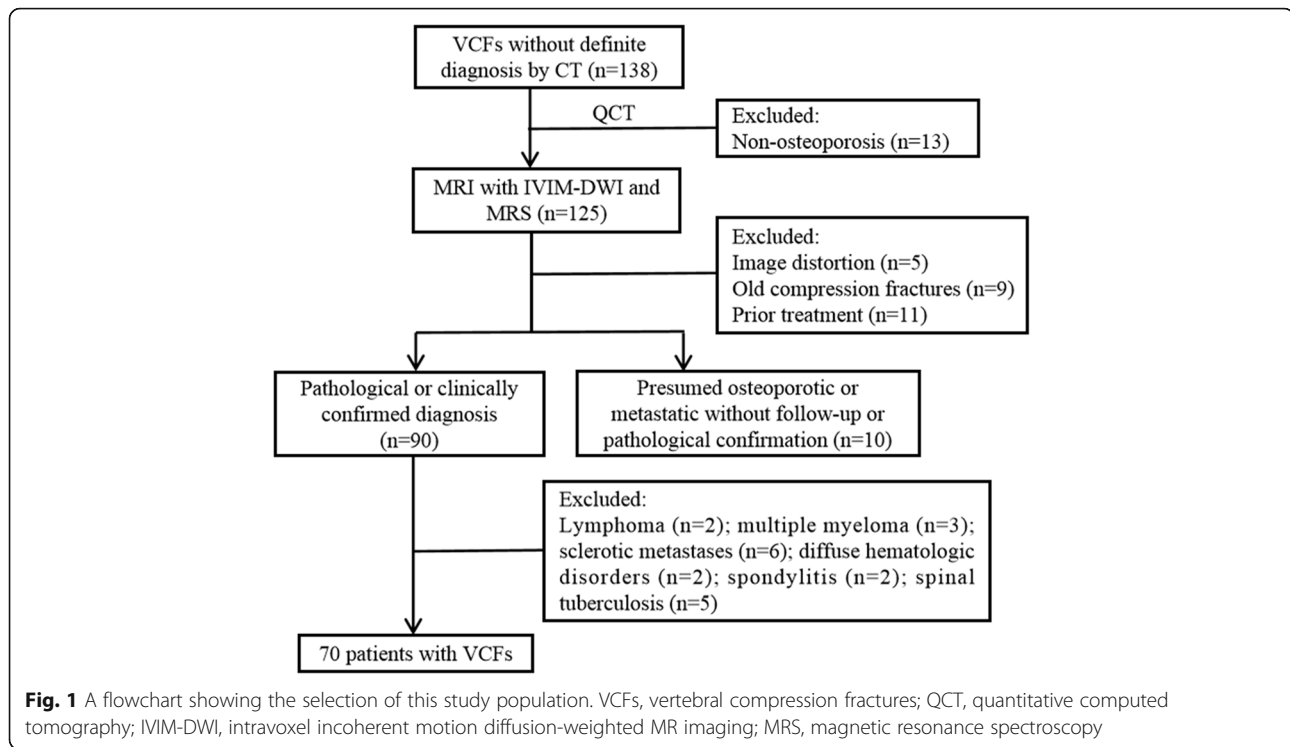 VCFs without definite
diagnosis by CT (n=138)
QCT
Excluded:
Non-osteoporosis (n=13)
MRI with IVIM-DWI and
MRS (n=125)
Excluded:
Image distortion (n=5)
Old compression fractures (n=9)
Prior treatment (n=11)
Pathological or clinically
confirmed diagnosis
(n=90)
Presumed osteoporotic or
metastatic without follow-up or
pathological confirmation (n=10)
Excluded:
Lymphoma (n=2); multiple myeloma (n=3);
sclerotic metastases (n=6); diffuse hematologic
disorders (n=2); spondylitis (n=2); spinal
tuberculosis (n=5)
70 patients with VCFs
Fig. 1 A flowchart showing the selection of this study population. VCFs, vertebral compression fractures; QCT, quantitative computed
tomography; IVIM-DWI, intravoxel incoherent motion diffusion-weighted MR imaging; MRS, magnetic resonance spectroscopy